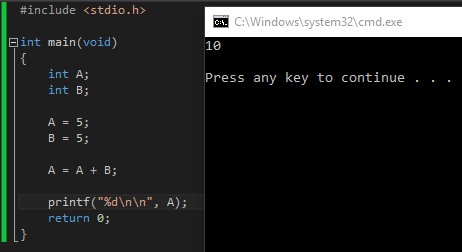 #include <stdio.h>
int main(void)
{
int A;
int B;
A = 5;
B = 5;
A = A + B;
printf("%d\n\n", A);
return 0;
}
C:\Windows\system32\cmd.exe
10
Press any key to continue . . .